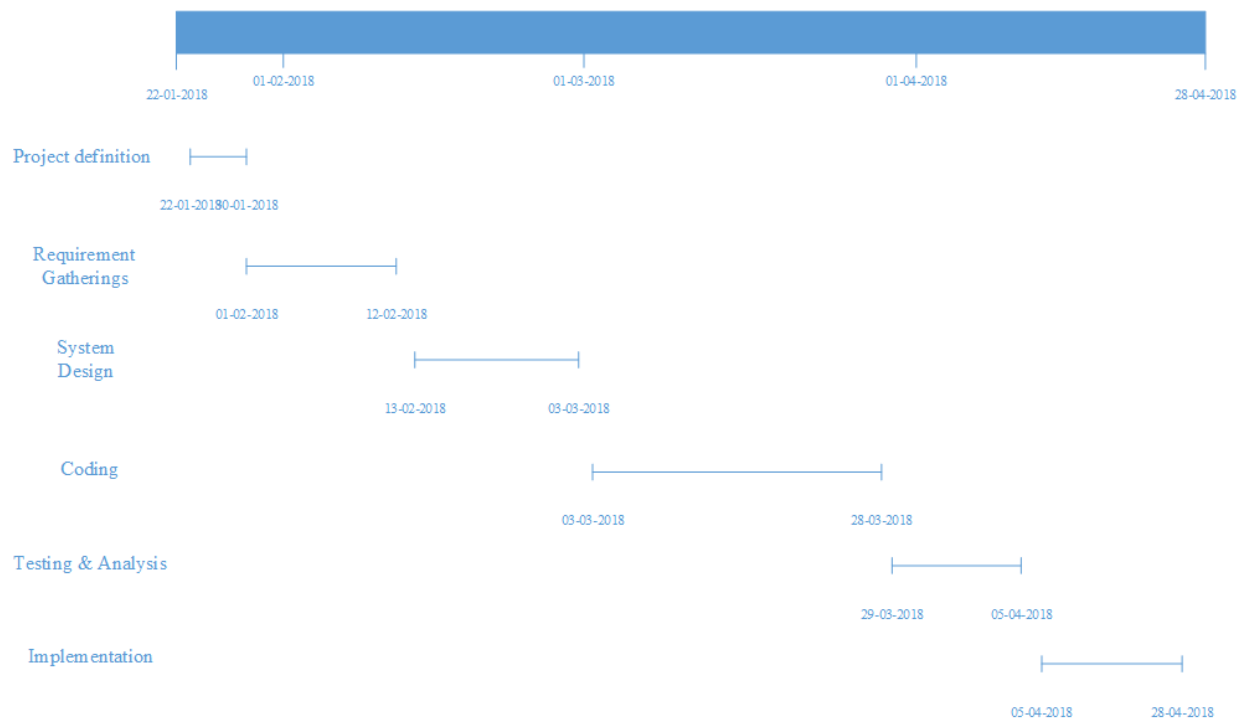 01-02-2018
01-03-2018
01-04-2018
22-01-2018
28-04-2018
Project definition
22-01-2018
30-01-2018
Requirement
Gatherings
01-02-2018
12-02-2018
System
Design
13-02-2018
03-03-2018
Coding
03-03-2018
28-03-2018
Testing & Analysis
29-03-2018
05-04-2018
Implementation
05-04-2018
28-04-2018